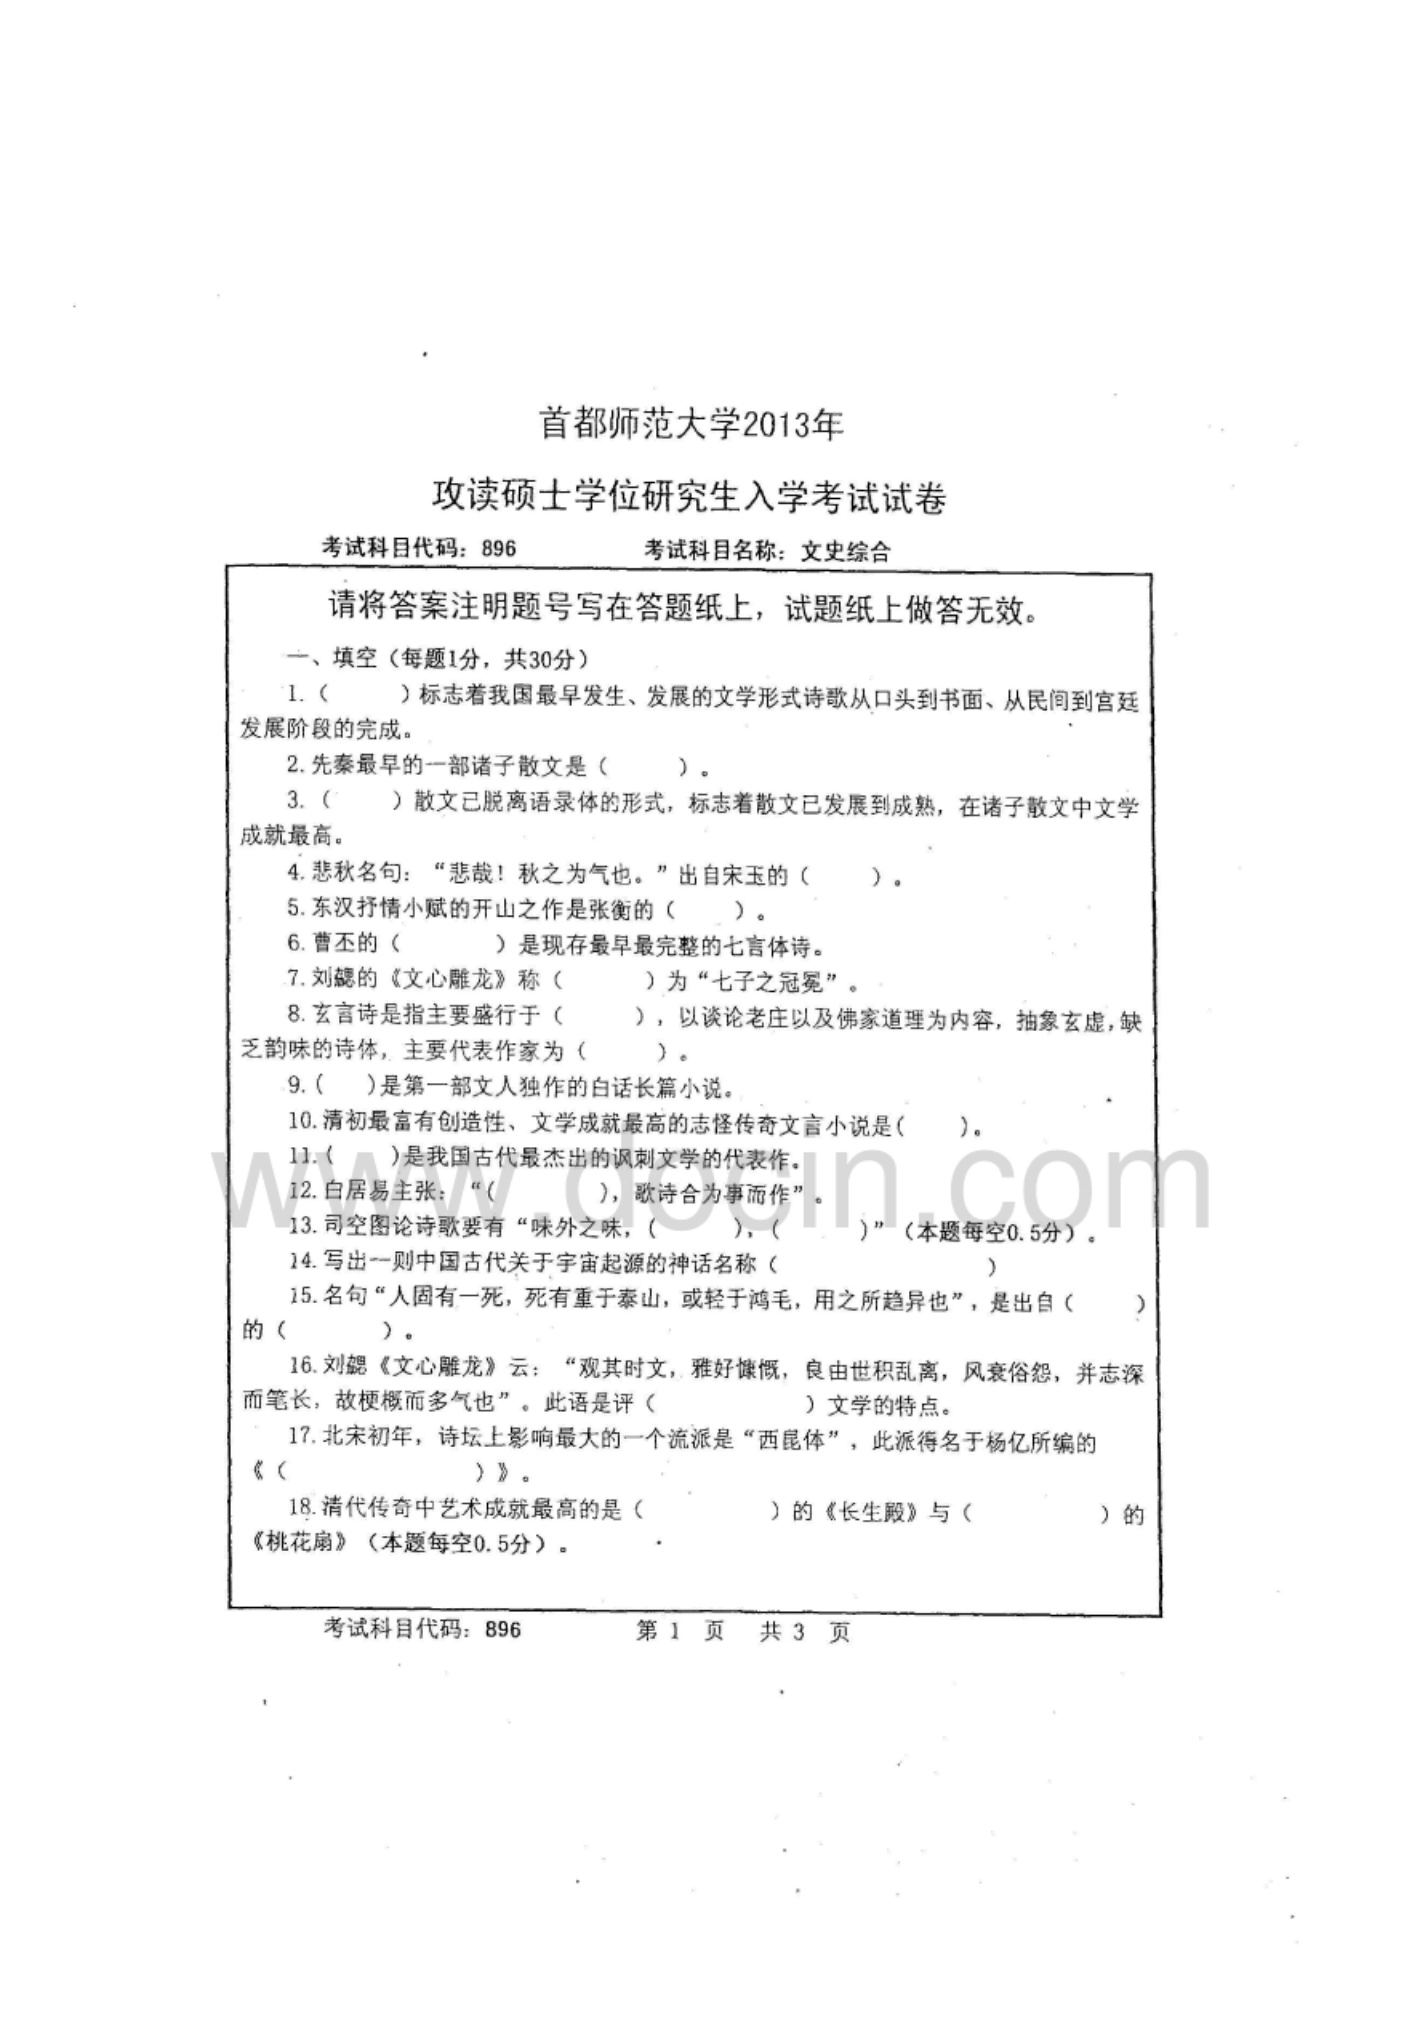 首都师范大学2013年
攻读硕士学位研究生入学考试试卷
考试科目代码：896 考试科目名称：文史综合
请将答案注明题号写在答题纸上，试题纸上做答无效。
一、填空（每题1分，共30分）
1.（ ）标志着我国最早发生、发展的文学形式诗歌从口头到书面、从民间到宫廷
发展阶段的完成。
2.先秦最早的一部诸子散文是（ ）。
3.（ ）散文已脱离语录体的形式，标志着散文已发展到成熟，在诸子散文中文学
成就最高。
4.悲秋名句：“悲哉！秋之为气也。”出自宋玉的（ ）。
5.东汉抒情小赋的开山之作是张衡的（ ）。
6.曹丕的（ ）是现存最早最完整的七言体诗。
7.刘勰的《文心雕龙》称（ ）为“七子之冠冕”。
8.玄言诗是指主要盛行于（ ），以谈论老庄以及佛家道理为内容，抽象玄虚，缺
乏韵味的诗体，主要代表作家为（ ）。
9.( )是第一部文人独作的白话长篇小说。
10.清初最富有创造性、文学成就最高的志怪传奇文言小说是( )。
11.( )是我国古代最杰出的讽刺文学的代表作。
12.白居易主张：“( )，歌诗合为事而作”。
13.司空图论诗歌要有“味外之味，( )，( )”（本题每空0.5分）。
14.写出一则中国古代关于宇宙起源的神话名称（ ）
15.名句“人固有一死，死有重于泰山，或轻于鸿毛，用之所趋异也”，是出自（ ）
的（ ）。
16.刘勰《文心雕龙》云：“观其时文，雅好慷慨，良由世积乱离，风衰俗怨，并志深
而笔长，故梗概而多气也”。此语是评（ ）文学的特点。
17.北宋初年，诗坛上影响最大的一个流派是“西昆体”，此派得名于杨亿所编的
《（ ）》。
18.清代传奇中艺术成就最高的是（ ）的《长生殿》与（ ）的
《桃花扇》（本题每空0.5分）。
考试科目代码：896 第 1 页 共 3 页
www.docin.com